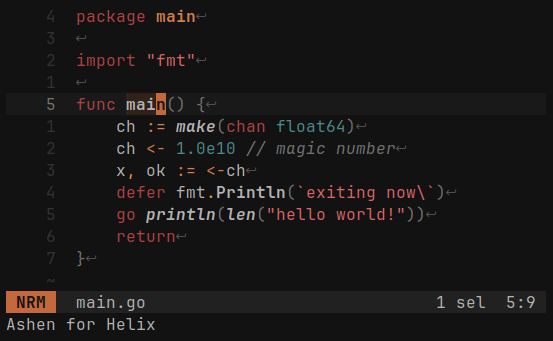 4 package main↵
3 ↵
2 import "fmt"↵
1 ↵
5 func main() {↵
1     ch := make(chan float64)↵
2     ch <- 1.0e10 // magic number↵
3     x, ok := <-ch↵
4     defer fmt.Println(`exiting now\`)↵
5     go println(len("hello world!"))↵
6     return↵
7 }↵
~
NRM main.go 1 sel 5:9
Ashen for Helix